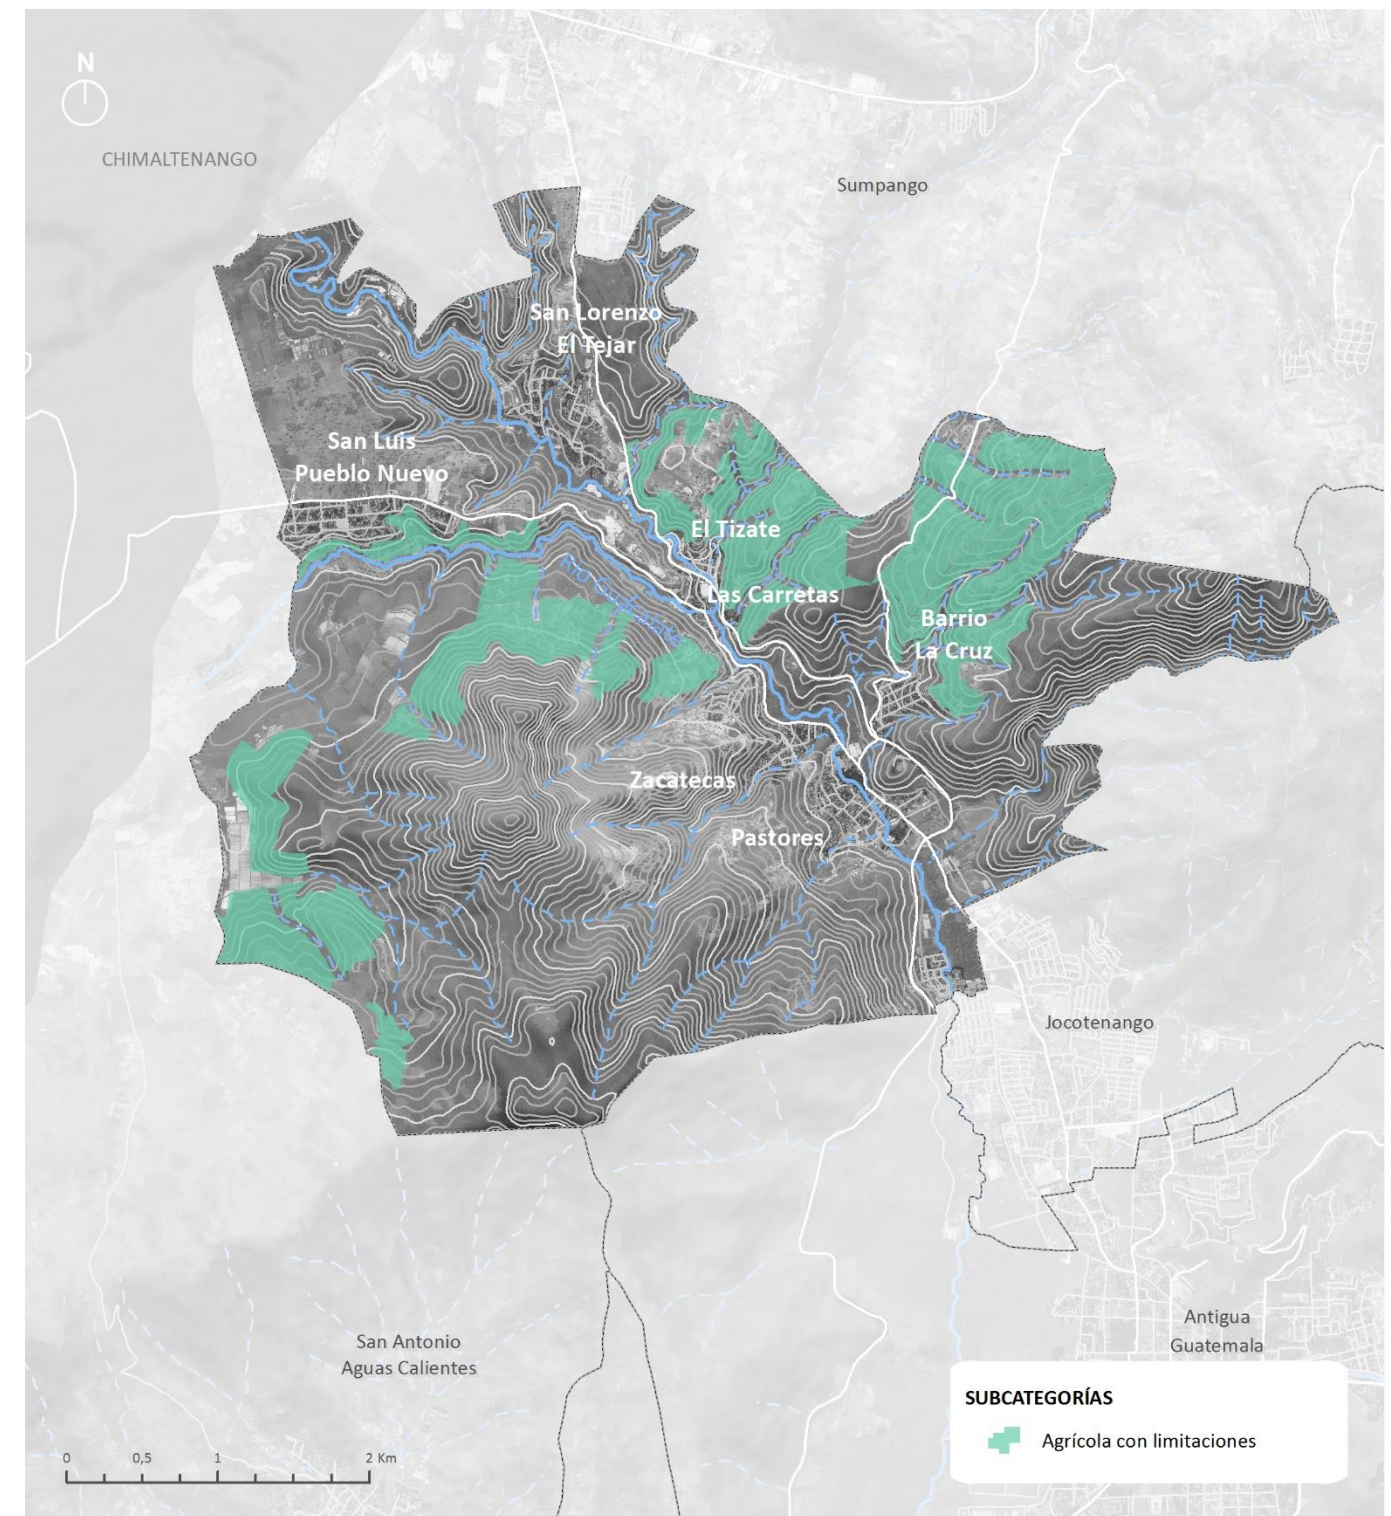 N
CHIMALTENANGO
Sumpango
San Lorenzo
El Tejar
San Luis
Pueblo Nuevo
El Tizate
Las Carretas
Barrio
La Cruz
Zacatecas
Pastores
Jocotenango
San Antonio
Aguas Calientes
Antigua
Guatemala
SUBCATEGORÍAS
Agrícola con limitaciones
0 0,5 1 2 Km